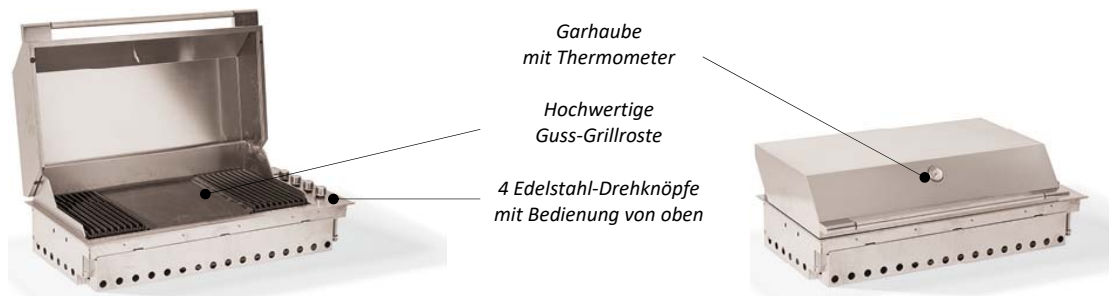 Garhaube
mit Thermometer
Hochwertige
Guss-Grillroste
4 Edelstahl-Drehknöpfe
mit Bedienung von oben